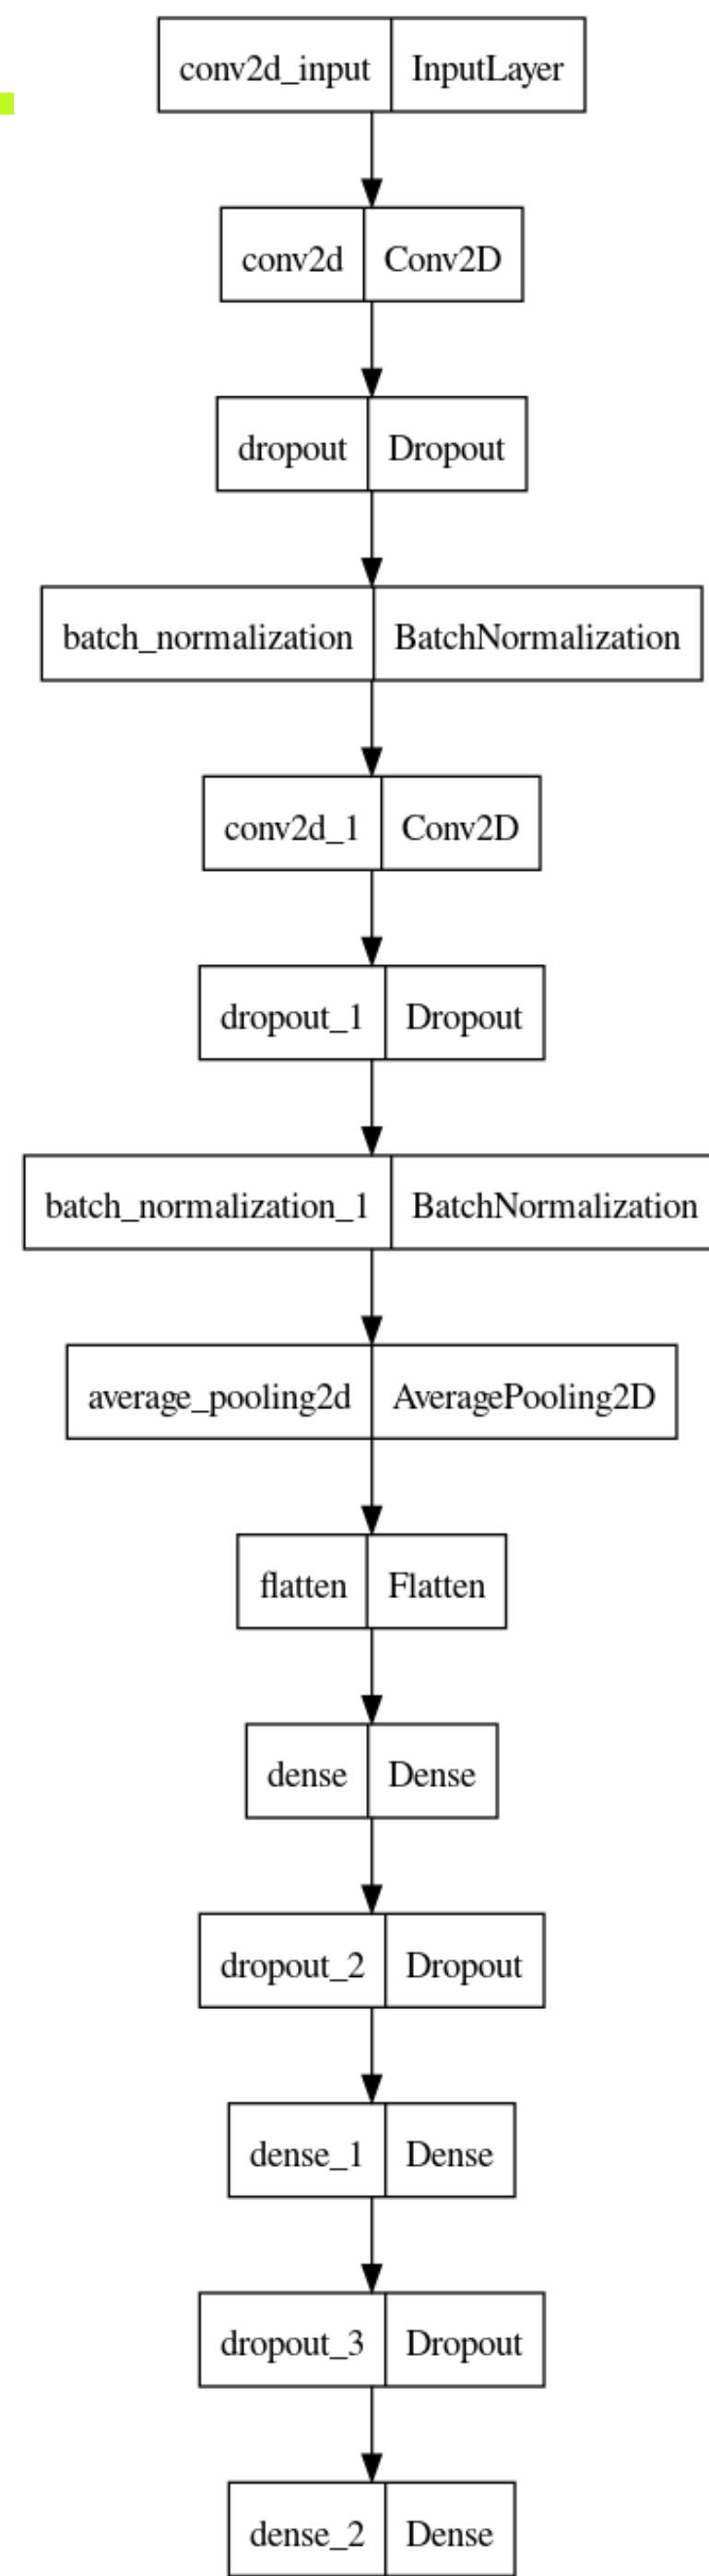 conv2d_input InputLayer
conv2d Conv2D
dropout Dropout
batch_normalization BatchNormalization
conv2d_1 Conv2D
dropout_1 Dropout
batch_normalization_1 BatchNormalization
average_pooling2d AveragePooling2D
flatten Flatten
dense Dense
dropout_2 Dropout
dense_1 Dense
dropout_3 Dropout
dense_2 Dense